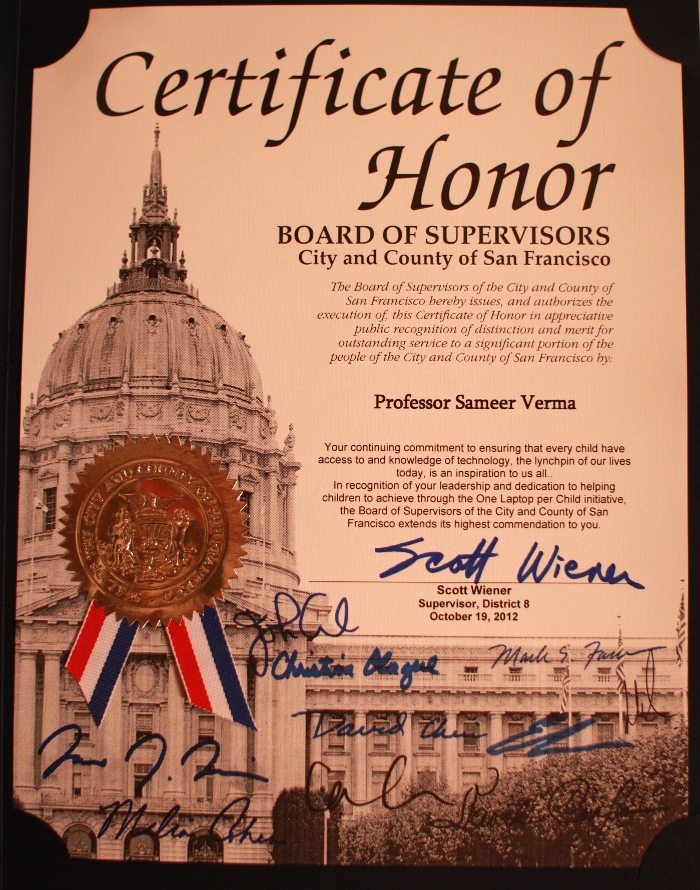 Certificate of
Honor
BOARD OF SUPERVISORS
City and County of San Francisco
The Board of Supervisors of the City and County of
San Francisco hereby issues, and authorizes the
execution of, this Certificate of Honor in appreciative
public recognition of distinction and merit for
outstanding service to a significant portion of the
people of the City and County of San Francisco by:
Professor Sameer Verma
Your continuing commitment to ensuring that every child have
access to and knowledge of technology, the lynchpin of our lives
today, is an inspiration to us all..
In recognition of your leadership and dedication to helping
children to achieve through the One Laptop per Child initiative,
the Board of Supervisors of the City and County of San
Francisco extends its highest commendation to you.
Scott Wiener
Scott Wiener
Supervisor, District 8
October 19, 2012
CITY AND COUNTY OF SAN FRANCISCO
John
Christina Olague
Mark E.
David Chiu
Malia Cohen